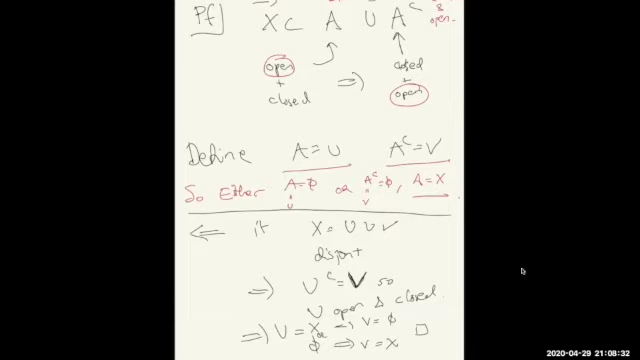 ⇒ &
Pf) X ⊂ A ∪ A^c open
open + closed ⇒ closed + open
Define A = U A^c = V
So Either A = ϕ or A^c = ϕ, A = X
U V
⇐ if X = U ∪ V
disjoint
⇒ U^c = V so
U open & closed.
⇒ U = X ⇒ V = ϕ
or
ϕ ⇒ V = X □
2020-04-29 21:08:32